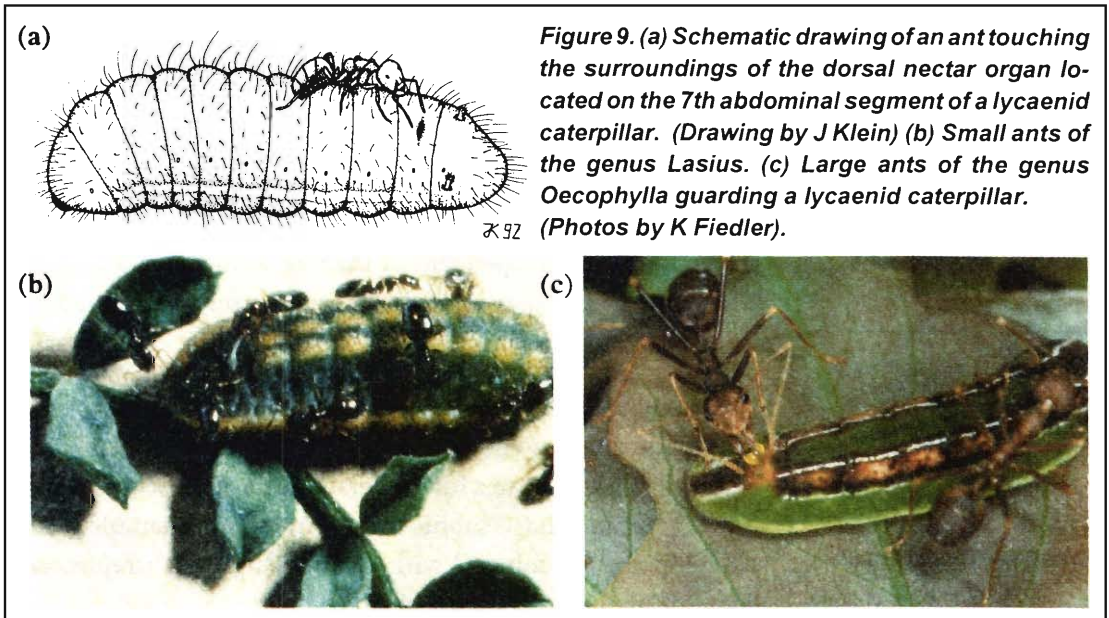 (a)
Figure 9. (a) Schematic drawing of an ant touching
the surroundings of the dorsal nectar organ lo-
cated on the 7th abdominal segment of a lycaenid
caterpillar. (Drawing by J Klein) (b) Small ants of
the genus Lasius. (c) Large ants of the genus
Oecophylla guarding a lycaenid caterpillar.
(Photos by K Fiedler).
JK 92
(b)
(c)